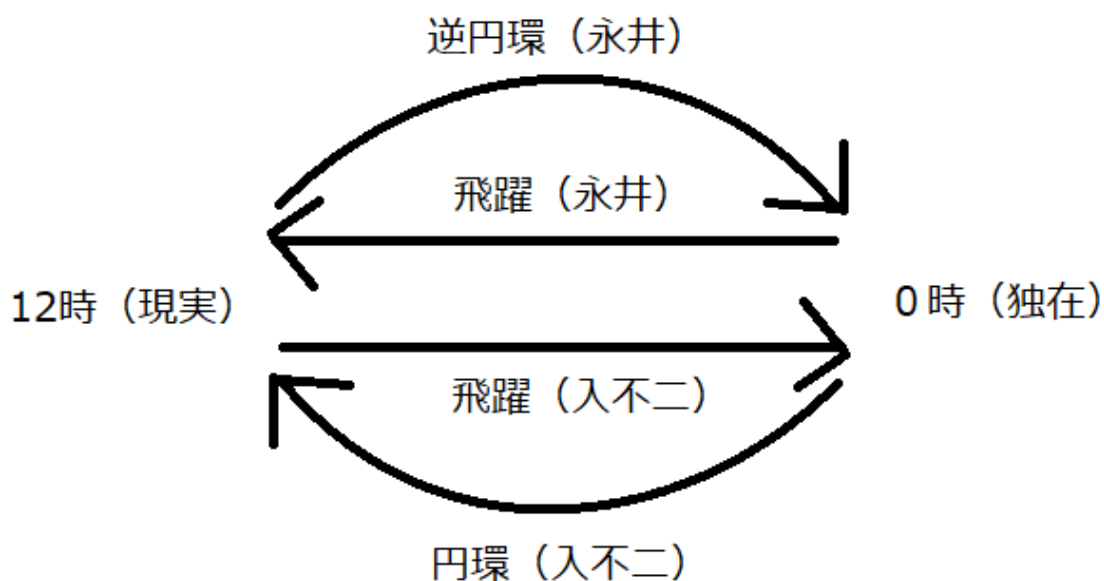 逆円環（永井）
飛躍（永井）
12時（現実）
０時（独在）
飛躍（入不二）
円環（入不二）